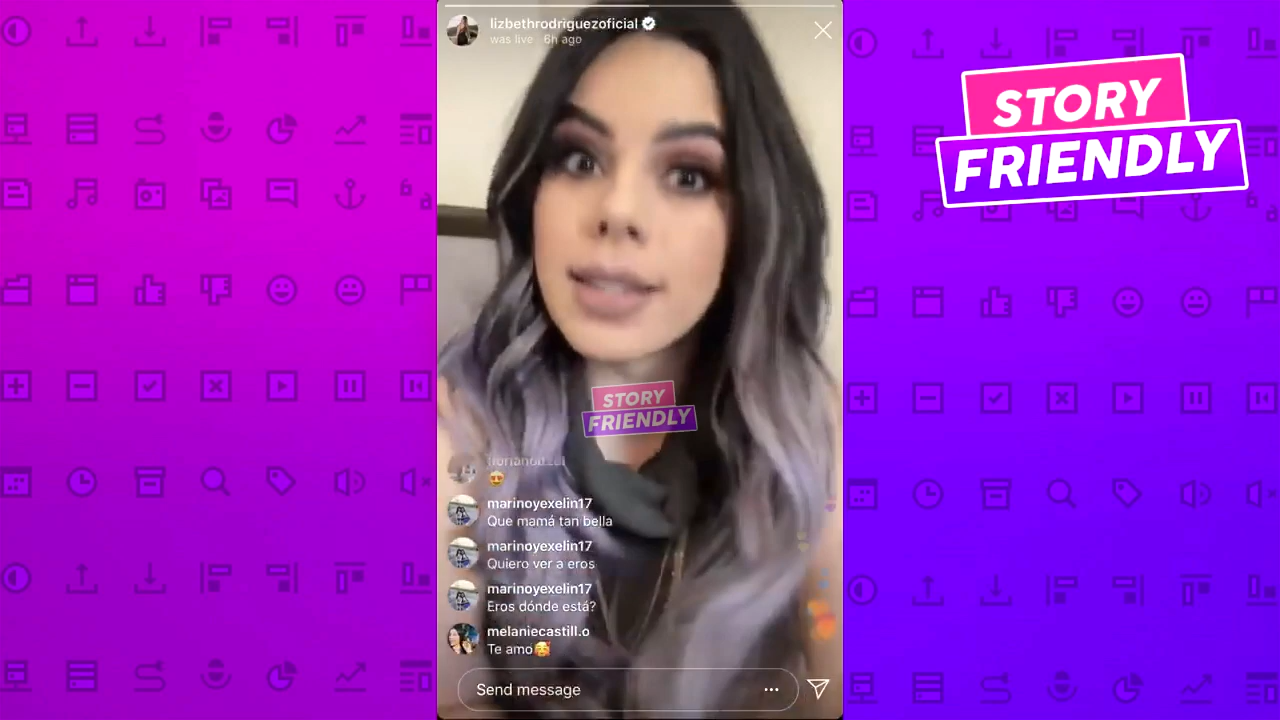 lizbethrodriguezoficial
was live · 6h ago
STORY
FRIENDLY
STORY
FRIENDLY
😍
marinoyexelin17
Que mamá tan bella
marinoyexelin17
Quiero ver a eros
marinoyexelin17
Eros dónde está?
melaniecastill.o
Te amo🥰
Send message